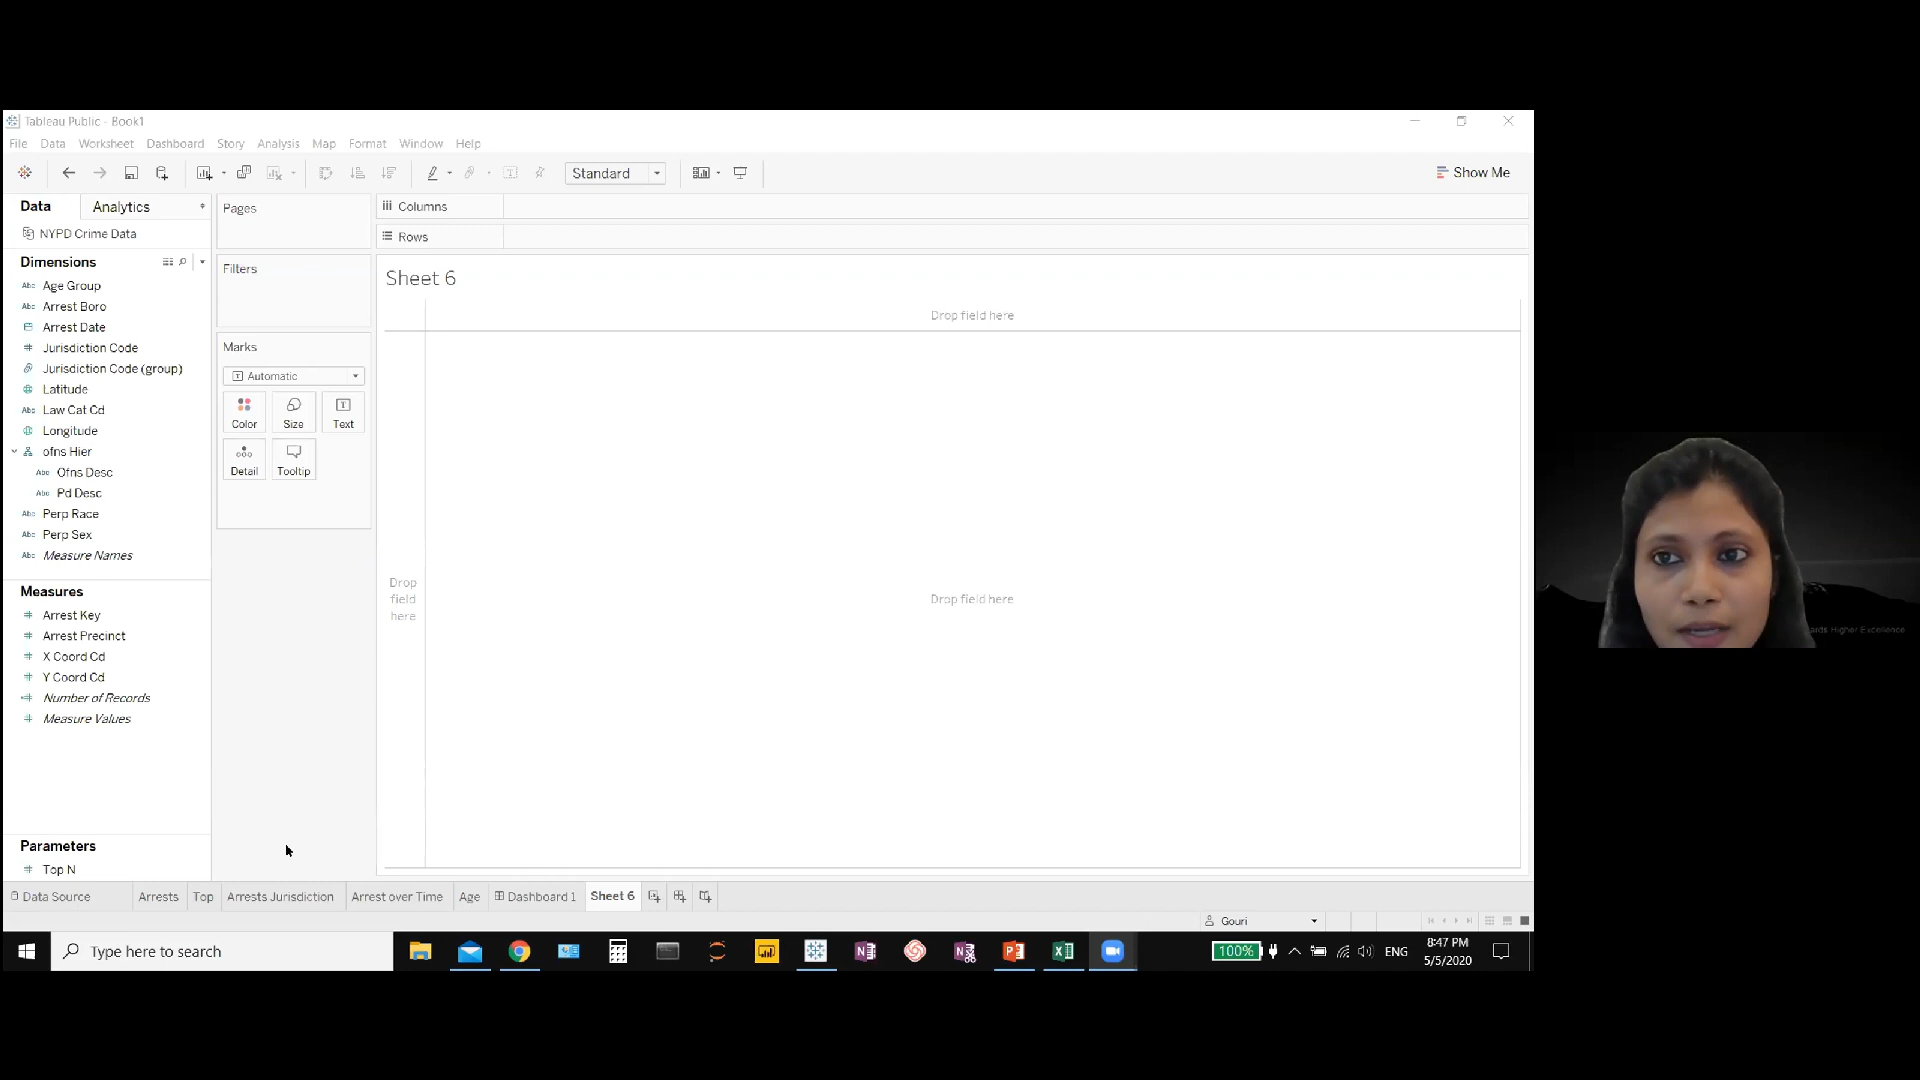 Tableau Public - Book1
File Data Worksheet Dashboard Story Analysis Map Format Window Help
Standard
Show Me
Data Analytics
Pages
Columns
NYPD Crime Data
Rows
Dimensions
Filters
Sheet 6
Age Group
Arrest Boro
Drop field here
Arrest Date
Jurisdiction Code
Marks
Jurisdiction Code (group)
Automatic
Latitude
Law Cat Cd
Color Size Text
Longitude
ofns Hier
Ofns Desc
Detail Tooltip
Pd Desc
Perp Race
Perp Sex
Measure Names
Measures
Drop
field
here
Drop field here
Arrest Key
Arrest Precinct
X Coord Cd
Y Coord Cd
Number of Records
Measure Values
Parameters
Top N
Data Source Arrests Top Arrests Jurisdiction Arrest over Time Age Dashboard 1 Sheet 6
Gouri
Type here to search
100%
ENG
8:47 PM
5/5/2020
Higher Excellence